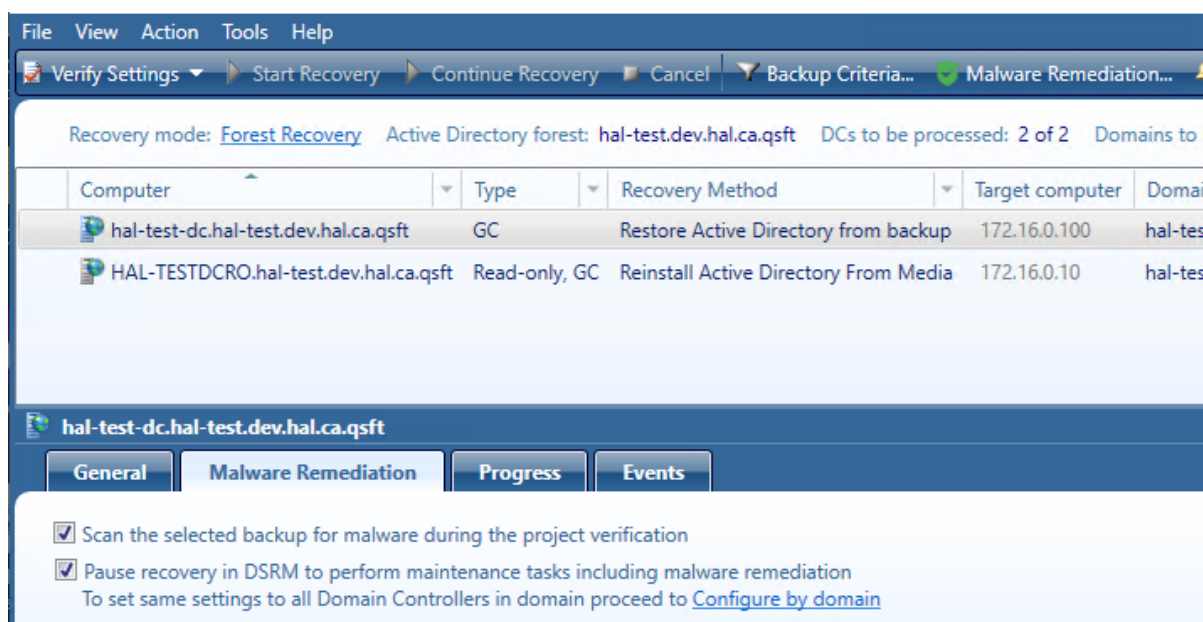 File View Action Tools Help
Verify Settings Start Recovery Continue Recovery Cancel Backup Criteria... Malware Remediation...
Recovery mode: Forest Recovery Active Directory forest: hal-test.dev.hal.ca.qsft DCs to be processed: 2 of 2 Domains to
Computer Type Recovery Method Target computer Domai
hal-test-dc.hal-test.dev.hal.ca.qsft GC Restore Active Directory from backup 172.16.0.100 hal-tes
HAL-TESTDCRO.hal-test.dev.hal.ca.qsft Read-only, GC Reinstall Active Directory From Media 172.16.0.10 hal-tes
hal-test-dc.hal-test.dev.hal.ca.qsft
General Malware Remediation Progress Events
Scan the selected backup for malware during the project verification
Pause recovery in DSRM to perform maintenance tasks including malware remediation
To set same settings to all Domain Controllers in domain proceed to Configure by domain